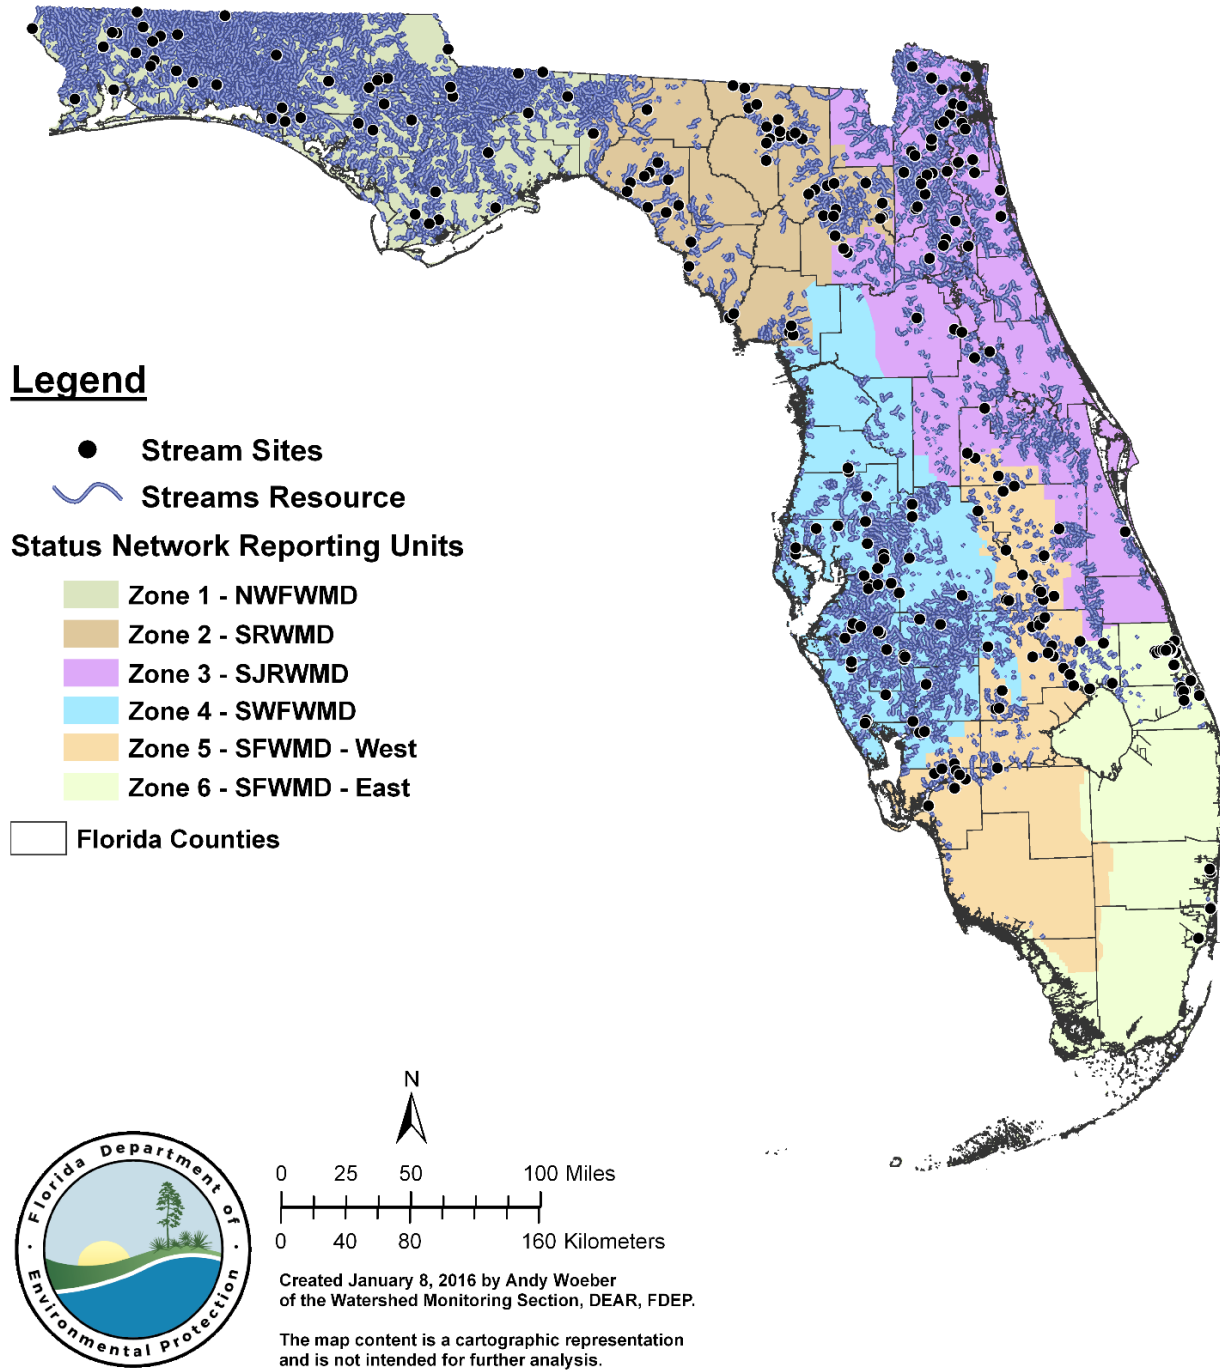 Legend
Stream Sites
Streams Resource
Status Network Reporting Units
Zone 1 - NWFWMD
Zone 2 - SRWMD
Zone 3 - SJRWMD
Zone 4 - SWFWMD
Zone 5 - SFWMD - West
Zone 6 - SFWMD - East
Florida Counties
N
0 25 50 100 Miles
0 40 80 160 Kilometers
Florida Department of
Environmental Protection
Created January 8, 2016 by Andy Woeber
of the Watershed Monitoring Section, DEAR, FDEP.
The map content is a cartographic representation
and is not intended for further analysis.